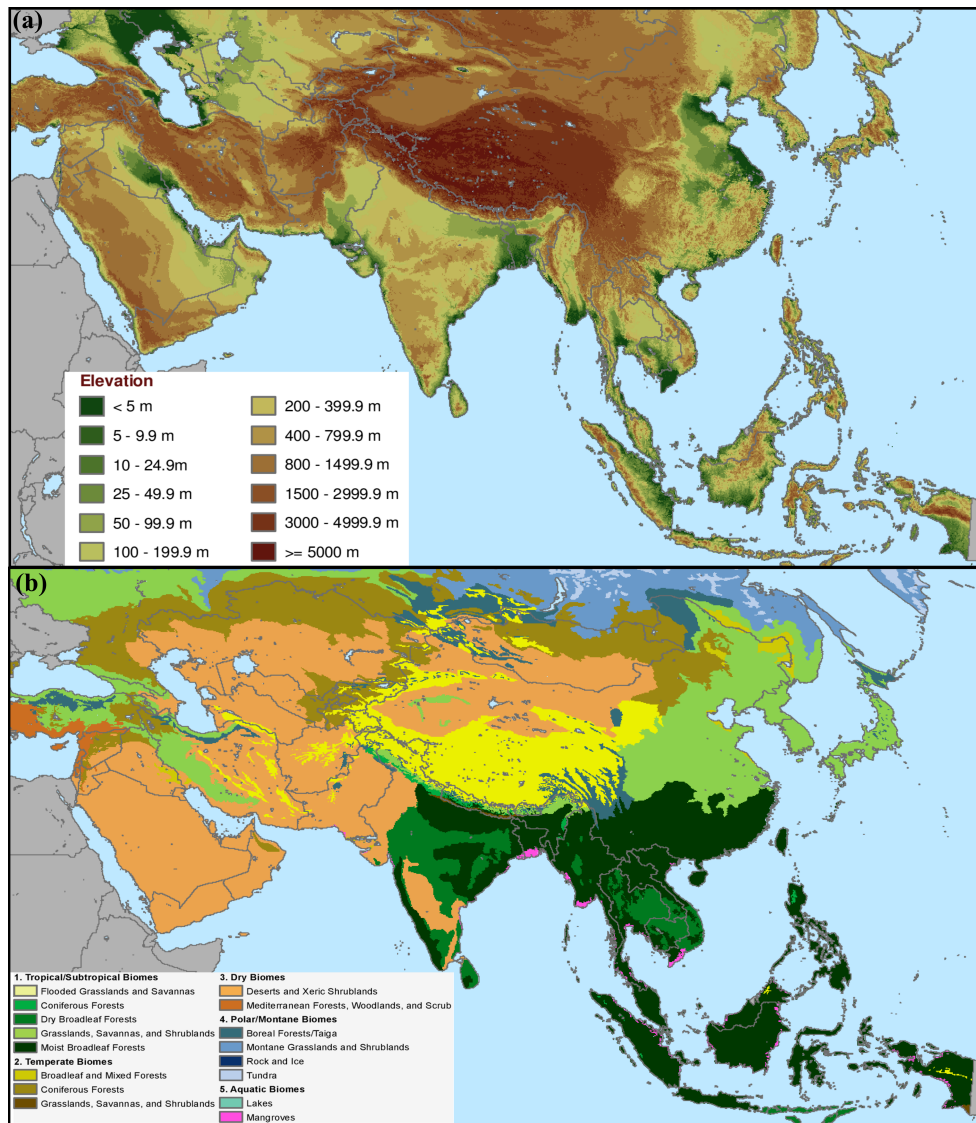 (a)
Elevation
< 5 m
5 - 9.9 m
10 - 24.9m
25 - 49.9 m
50 - 99.9 m
100 - 199.9 m
200 - 399.9 m
400 - 799.9 m
800 - 1499.9 m
1500 - 2999.9 m
3000 - 4999.9 m
>= 5000 m
(b)
1. Tropical/Subtropical Biomes
Flooded Grasslands and Savannas
Coniferous Forests
Dry Broadleaf Forests
Grasslands, Savannas, and Shrublands
Moist Broadleaf Forests
2. Temperate Biomes
Broadleaf and Mixed Forests
Coniferous Forests
Grasslands, Savannas, and Shrublands
3. Dry Biomes
Deserts and Xeric Shrublands
Mediterranean Forests, Woodlands, and Scrub
4. Polar/Montane Biomes
Boreal Forests/Taiga
Montane Grasslands and Shrublands
Rock and Ice
Tundra
5. Aquatic Biomes
Lakes
Mangroves